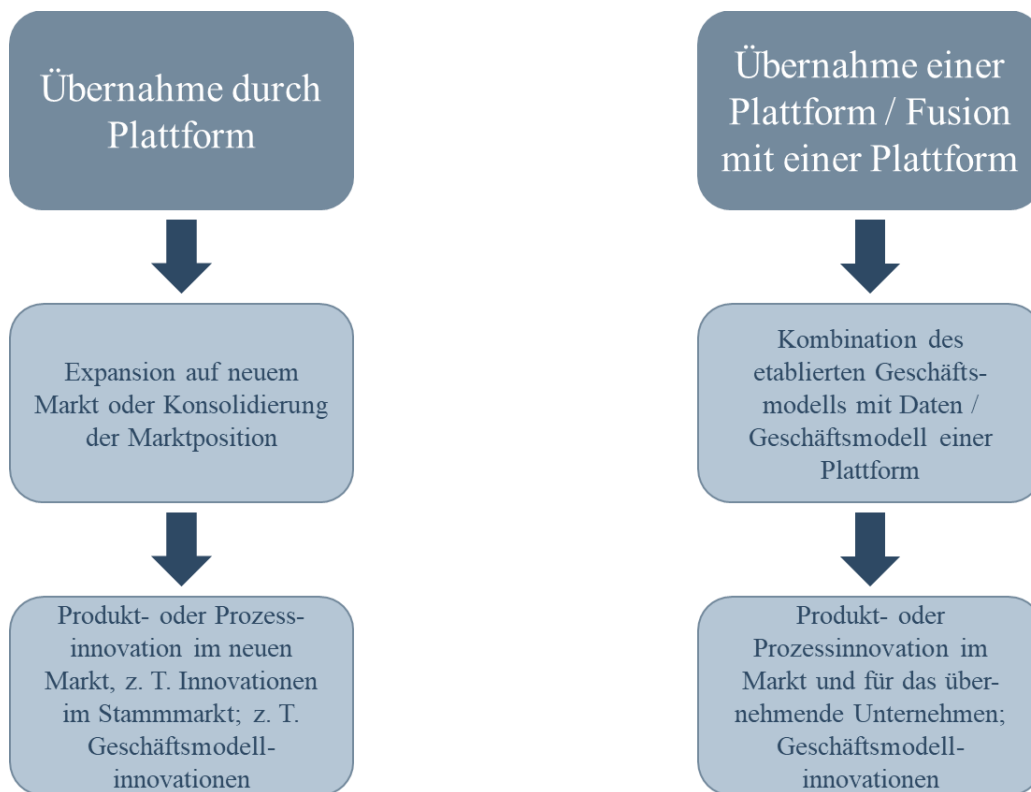 Übernahme durch
Plattform
Expansion auf neuem
Markt oder Konsolidierung
der Marktposition
Produkt- oder Prozess-
innovation im neuen
Markt, z. T. Innovationen
im Stammmarkt; z. T.
Geschäftsmodell-
innovationen
Übernahme einer
Plattform / Fusion
mit einer Plattform
Kombination des
etablierten Geschäfts-
modells mit Daten /
Geschäftsmodell einer
Plattform
Produkt- oder
Prozessinnovation im
Markt und für das über-
nehmende Unternehmen;
Geschäftsmodell-
innovationen